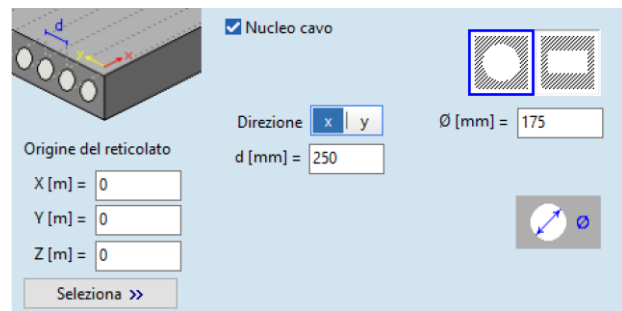 d
y x
Nucleo cavo
Direzione x y
Ø [mm] = 175
d [mm] = 250
Origine del reticolato
X [m] = 0
Y [m] = 0
Z [m] = 0
Seleziona >>
Ø